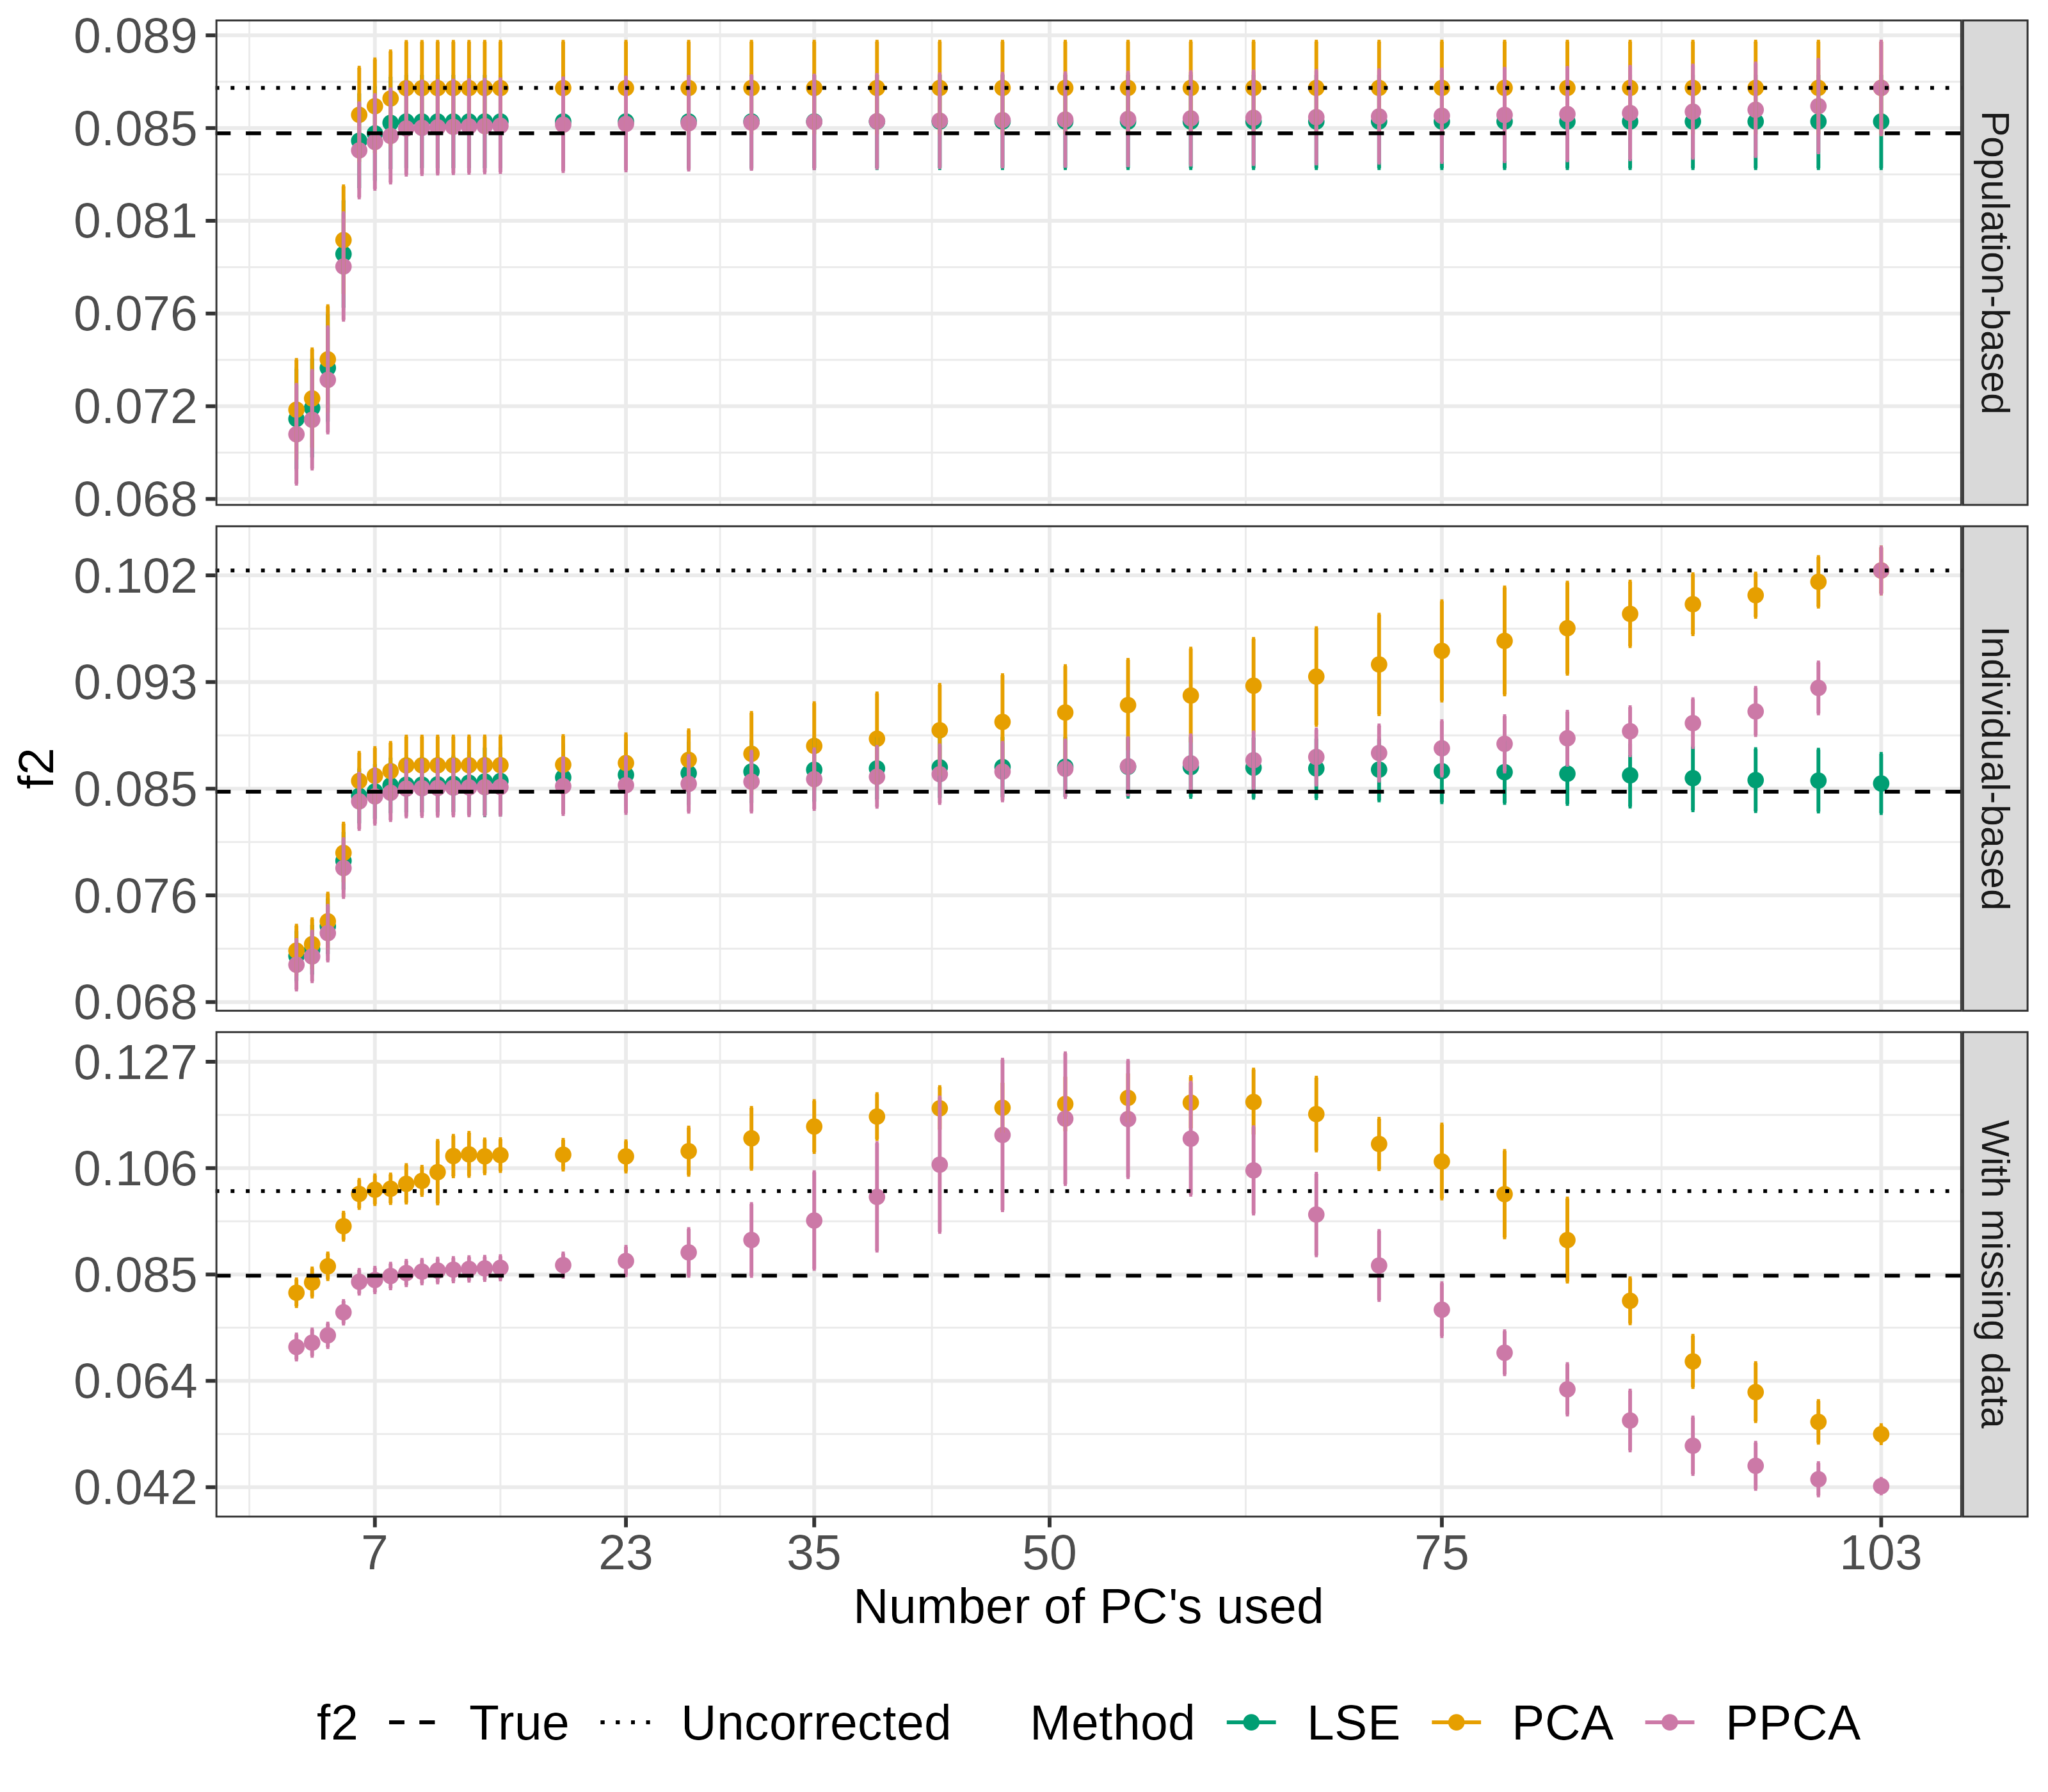 0.089
0.085
0.081
0.076
0.072
0.068
Population-based
0.102
0.093
0.085
0.076
0.068
Individual-based
f2
0.127
0.106
0.085
0.064
0.042
With missing data
7 23 35 50 75 103
Number of PC's used
f2 True Uncorrected Method LSE PCA PPCA